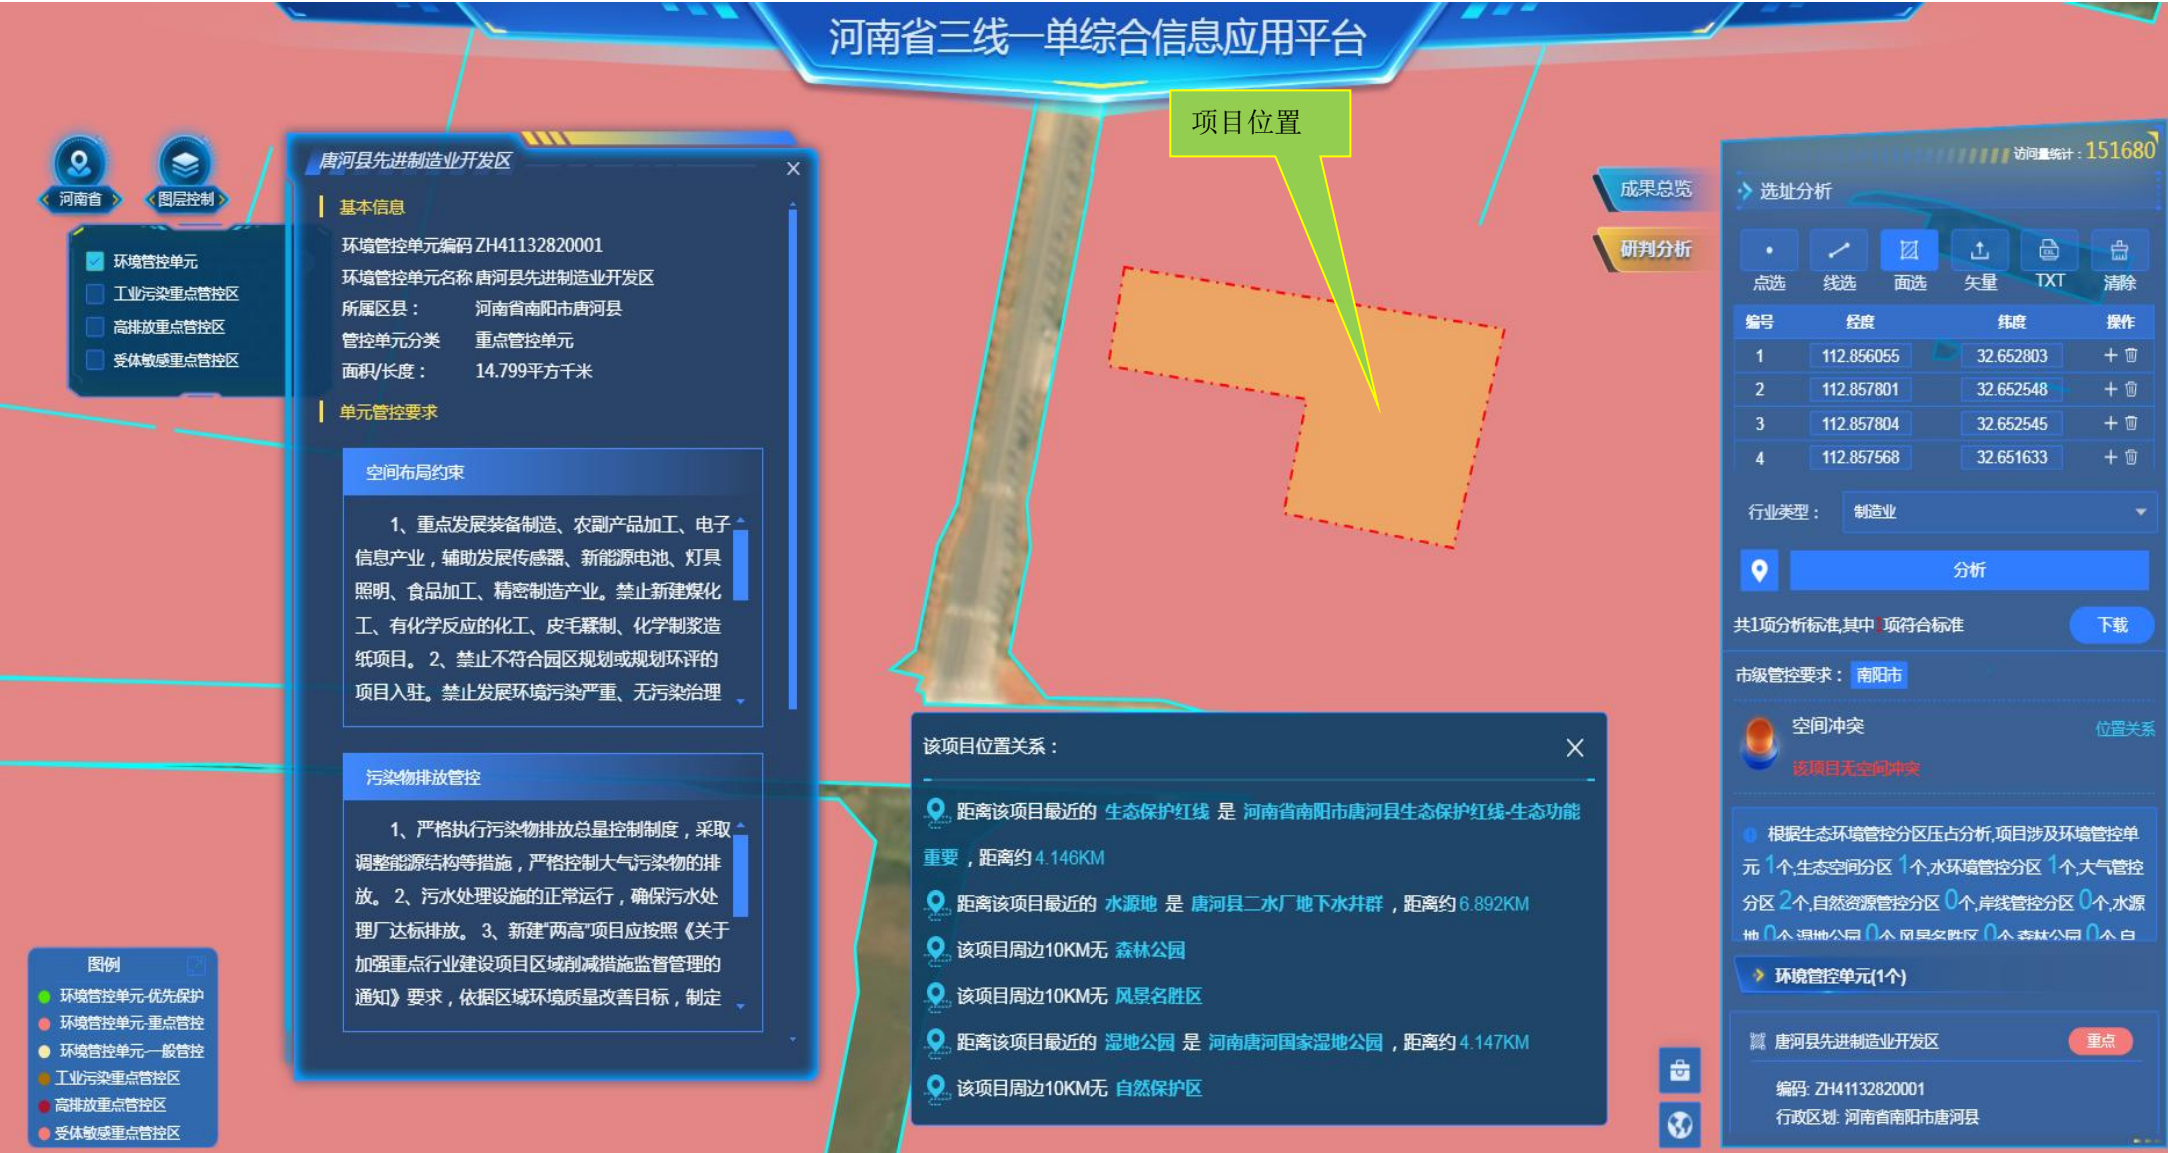 河南省三线一单综合信息应用平台
项目位置
河南省
图层控制
环境管控单元
工业污染重点管控区
高排放重点管控区
受体敏感重点管控区
唐河县先进制造业开发区
基本信息
环境管控单元编码 ZH41132820001
环境管控单元名称 唐河县先进制造业开发区
所属区县： 河南省南阳市唐河县
管控单元分类 重点管控单元
面积/长度： 14.799平方千米
单元管控要求
空间布局约束
1、重点发展装备制造、农副产品加工、电子
信息产业，辅助发展传感器、新能源电池、灯具
照明、食品加工、精密制造产业。禁止新建煤化
工、有化学反应的化工、皮毛鞣制、化学制浆造
纸项目。 2、禁止不符合园区规划或规划环评的
项目入驻。禁止发展环境污染严重、无污染治理
污染物排放管控
1、严格执行污染物排放总量控制制度，采取
调整能源结构等措施，严格控制大气污染物的排
放。 2、污水处理设施的正常运行，确保污水处
理厂达标排放。 3、新建“两高”项目应按照《关于
加强重点行业建设项目区域削减措施监督管理的
通知》要求，依据区域环境质量改善目标，制定
图例
环境管控单元-优先保护
环境管控单元-重点管控
环境管控单元-一般管控
工业污染重点管控区
高排放重点管控区
受体敏感重点管控区
该项目位置关系：
距离该项目最近的 生态保护红线 是 河南省南阳市唐河县生态保护红线-生态功能
重要，距离约4.146KM
距离该项目最近的 水源地 是 唐河县二水厂地下水井群，距离约6.892KM
该项目周边10KM无 森林公园
该项目周边10KM无 风景名胜区
距离该项目最近的 湿地公园 是 河南唐河国家湿地公园，距离约4.147KM
该项目周边10KM无 自然保护区
成果总览
研判分析
访问量统计：151680
选址分析
点选 线选 面选 矢量 TXT 清除
编号 经度 纬度 操作
1 112.856055 32.652803
2 112.857801 32.652548
3 112.857804 32.652545
4 112.857568 32.651633
行业类型： 制造业
分析
共1项分析标准,其中 项符合标准
下载
市级管控要求： 南阳市
空间冲突
位置关系
该项目无空间冲突
根据生态环境管控分区压占分析,项目涉及环境管控单
元1个,生态空间分区1个,水环境管控分区1个,大气管控
分区2个,自然资源管控分区0个,岸线管控分区0个,水源
地0个,湿地公园0个,风景名胜区0个,森林公园0个,自
环境管控单元(1个)
唐河县先进制造业开发区
重点
编码: ZH41132820001
行政区划: 河南省南阳市唐河县